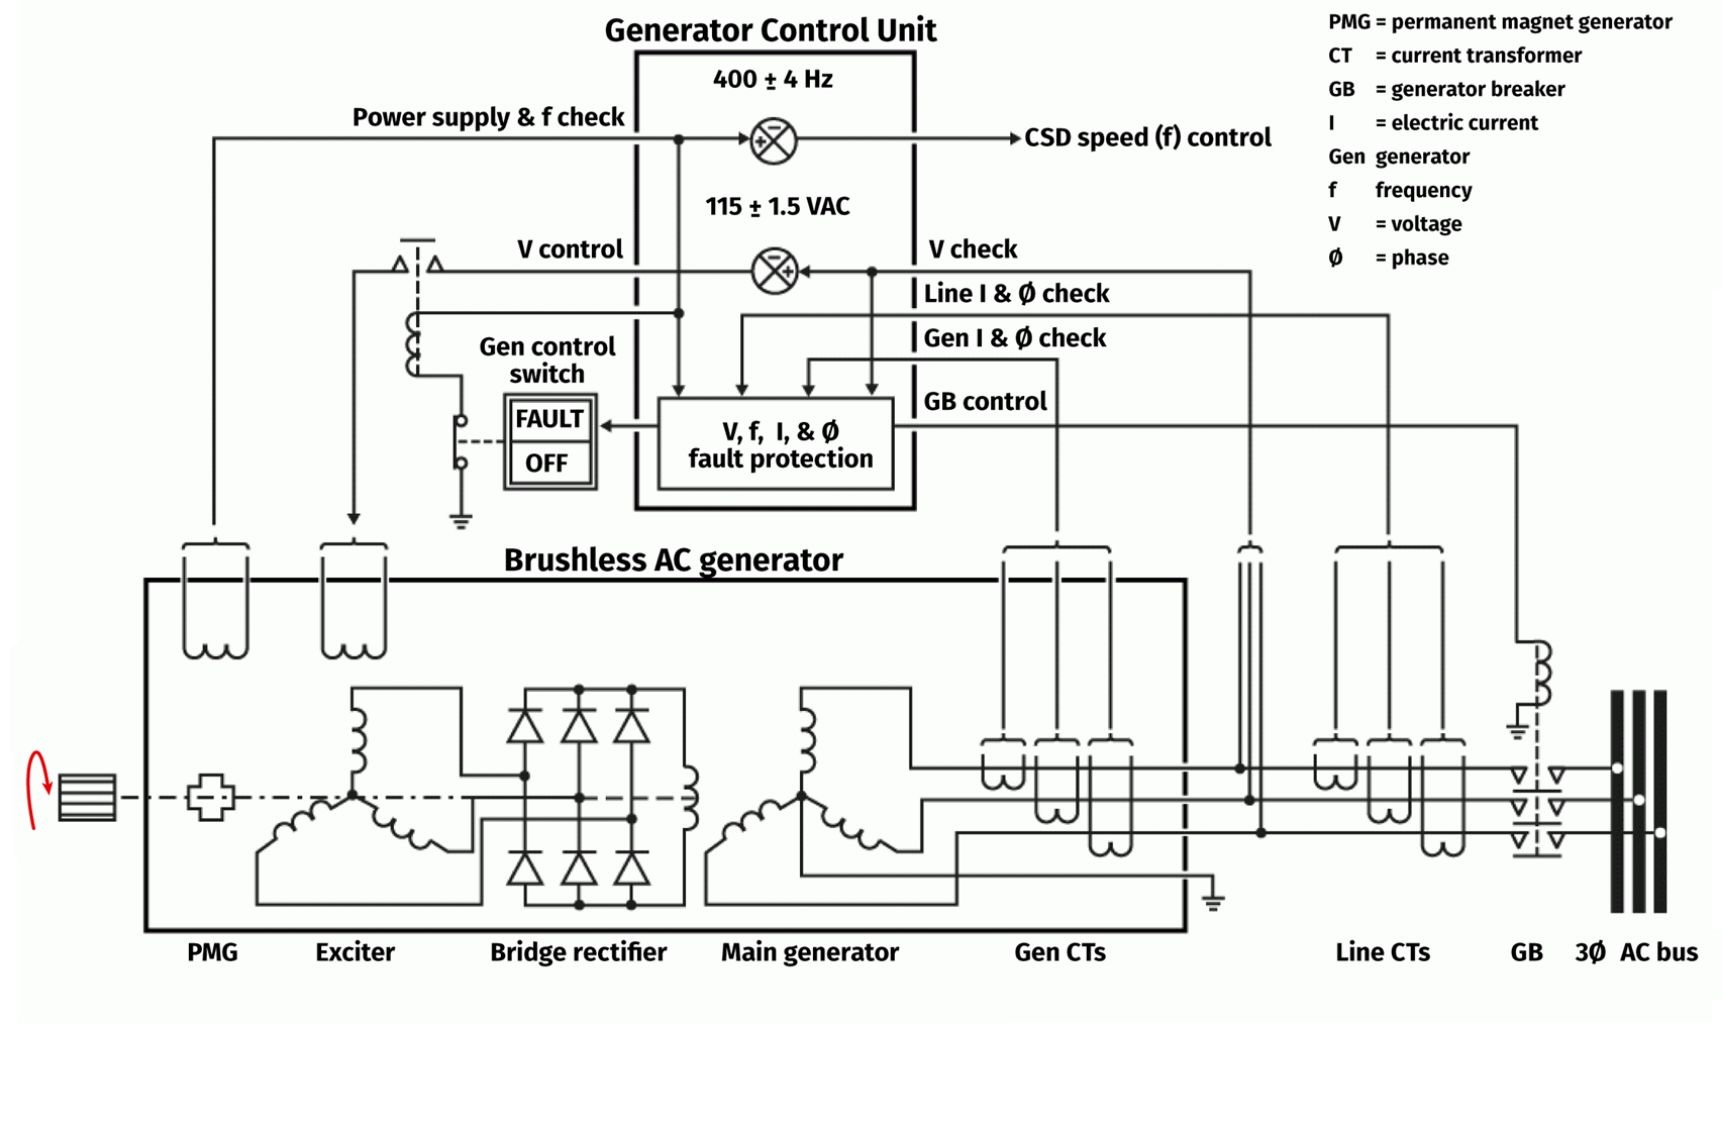 Generator Control Unit
400 ± 4 Hz
Power supply & f check
CSD speed (f) control
115 ± 1.5 VAC
V control
V check
Line I & Ø check
Gen I & Ø check
GB control
Gen control
switch
FAULT
OFF
V, f, I, & Ø
fault protection
PMG = permanent magnet generator
CT = current transformer
GB = generator breaker
I = electric current
Gen generator
f frequency
V = voltage
Ø = phase
Brushless AC generator
PMG
Exciter
Bridge rectifier
Main generator
Gen CTs
Line CTs
GB
3Ø AC bus